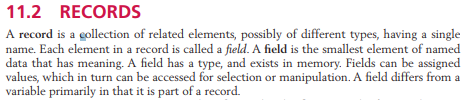 11.2 RECORDS
A record is a collection of related elements, possibly of different types, having a single
name. Each element in a record is called a field. A field is the smallest element of named
data that has meaning. A field has a type, and exists in memory. Fields can be assigned
values, which in turn can be accessed for selection or manipulation. A field differs from a
variable primarily in that it is part of a record.